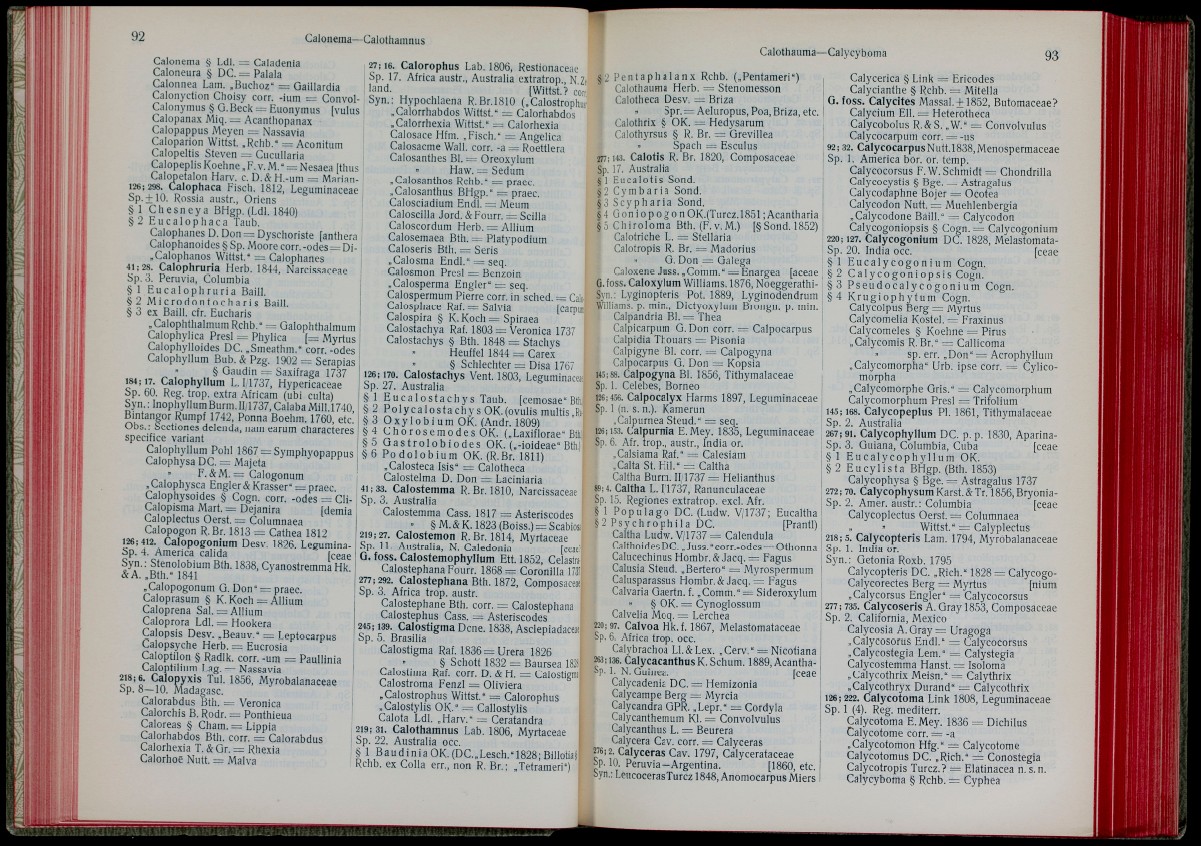 92
Calonema—Calothamnus
Calonema § Ldl. = Caladenia
Caloneura § DC. = Palala
Calonnea Lam. „Buchoz“ = Gaillardia
Calonyction Choisy corr. -ium = Convol-
Calonymus § G. Beck = Euonymus [vulus
Calopanax Miq. = Acanthopanax
Calopappus Meyen = Nassavia
Caloparion Wittst. „Rchb.“ = Aconitum
Calopeltis Steven = Cucullaria
Calopeplis Koehne „F. v. M.“ = Nesaea [thus
Calopetalon Harv. c. D. & H.-um = Marian-
126; 298. Calophaca Fisch. 1812, Leguminaceae
Sp. ± 10. Rossia austr., Oriens
§ 1 Chesneya BHgp. (Ldl. 1840)
§ 2 Eucalophaca Taub.
Calophanes D. Don = Dyschoriste [anthera
Calophanoides § Sp. Moore corr. -odes = Di-
„Calophanos Wittst.“ = Calophanes
41; 28. Calophruria Herb. 1844, Narcissaceae
Sp. 3. Peruvia, Columbia
§ 1 Eucalophruria Baill.
§ 2 Microdontocharis Baill.
§ 3 ex Baill. cfr. Eucharis
„Calophthalmum Rchb.“ = Galophthalmum
Calophylica Presl = Phylica [= Myrtus
Calophylloides DC. „Smeathm.“ corr. -odes
Calophyllum Bub. & Pzg. 1902 = Serapias
„ § Gaudin = Saxifraga 1737
184; 17. Calophyllum L. I/1737, Hypericaceae
Sp. 60. Reg. trop. extra Africam (ubi culta)
Syn.: Inophyllum Burm. II/1737, Calaba Mill. 1740,
Bintangor Rumpf 1742, Ponna Boehm. 1760, etc.
Obs.: Sectiones delenda, nam earum characteres
specifice variant
Calophyllum Pohl 1867 = Symphyopappus
Calophysa DC. = Majeta
„ F. & M. = Calogonum
„Calophysca Engler & Krasser“ = praec.
Calophysoides § Cogn. corr. -odes = Cli-
Calopisma Mart. = Dejanira [demia
Caloplectus Oerst. = Columnaea
Calopogon R. Br. 1813 = Cathea 1812
126; 412. Calopogonium Desv. 1826, Legumina-
Sp. 4. America calida [ceae
Syn.: Stenolobium Bth. 1838, Cyanostremma Hk.
& A. „Bth.“ 1841
„Calopogonum G. Don“ = praec.
Caloprasum § K. Koch = Allium
Caloprena Sal. = Allium
Caloprora Ldl. = Hookera
Calopsis Desv. „Beauv.“ = Leptocarpus
Calopsyche Herb. = Eucrosia
Caloptilon § Radlk. corr. -um = Paullinia
Caloptilium Lag. = Nassavia
218; 6. Calopyxis Tul. 1856, Myrobalanaceae
Sp. 8—10. Madagasc.
Calorabdus Bth. = Veronica
Calorchis B. Rodr. = Ponthieua
Caloreas § Cham. = Lippia
Calorhabdos Bth. corr. = Calorabdus
Calorhexia T. & Gr. = Rhexia
Calorhoë Nutt. = Malva
27; 16. Calorophus Lab. 1806, Restionaceae
Sp. 17. Africa austr., Australia extratrop., N.
land. [Wittst.?
Syn.: Hypochlaena R. Br. 1810 („Calostrophus
„Calorrhabdos Wittst.“ = Calorhabdos
„Calorrhexia Wittst.“ = Calorhexia
Calosace Hfm. „Fisch.“ = Angelica
Calosacme Wall. corr. -a = Roettlera
Calosanthes Bl. = Oreoxylum
„ Haw. = Sedum
„Calosanthos Rchb.“ = praec.
„Calosanthus BHgp.“ = praec.
Calosciadium Endl. = Meum
Caloscilla Jord. & Fourr. = Scilla
Caloscordum Herb. = Allium
Calosemaea Bth. = Platypodium
Caloseris Bth. = Seris
„Calosma Endl.“ = seq.
Calosmon Presl = Benzoin
„Calosperma Engler“ = seq.
Calospermum Pierre corr. in sched. =
Calosphace Raf. = Salvia
Calospira § K. Koch = Spiraea
Calostachya Raf. 1803 = Veronica 1737
Calostachys § Bth. 1848 = Stachys
„ Heuffel 1844 = Carex
„ § Schlechter = Disa 1767
126; 170. Calostachys Vent. 1803, Leguminaceae
Sp. 27. Australia
§ 1 Eucalostachys Taub. [cemosae“
§ 2 Polycalostachys OK. (ovulis multis
§ 3 Oxylobium OK. (Andr. 1809)
§ 4 Chorosemodes OK. („Laxiflorae“
§ 5 Gastrolobiodes OK. („-ioideae“
§ 6 Podolobium OK. (R. Br. 1811)
„Calosteca Isis“ = Calotheca
Calostelma D. Don = Laciniaria
41; 33. Calostemma R. Br. 1810, Narcissaceae
Sp. 3. Australia
Calostemma Cass. 1817 = Asteriscodes
„ § M. & K. 1823 (Boiss.) = Scabiosa
219; 27. Calostemon R. Br. 1814, Myrtaceae
Sp. 11. Australia, N. Caledonia
G. foss. Calostemophyllum Ett. 1852, Celastra-
Calostephana Fourr. 1868 = Coronilla 1737
277; 292. Calostephana Bth. 1872, Composaceae
Sp. 3. Africa trop. austr.
Calostephane Bth. corr. = Calostephana
Calostephus Cass. = Asteriscodes
245; 139. Calostigma Dcne. 1838, Asclepiadaceae
Sp. 5. Brasilia
Calostigma Raf. 1836 = Urera 1826
„ § Schott 1832 = Baursea
Calostima Raf. corr. D. & H. = Calostigma
Calostroma Fenzl = Oliviera
„Calostrophus Wittst.“ = Calorophus
„Calostylis OK.“ = Callostylis
Calota Ldl. „Harv.“ = Ceratandra
219; 31. Calothamnus Lab. 1806, Myrtaceae
Sp. 22. Australia occ.
§ 1 Baudinia OK. (DC. „Lesch.“ 1828; Billotia §
Rchb. ex Colla err., non R. Br.; „Tetrameri“)
Calothauma—Calycyboma
93
§ 2 Pentaphalanx Rchb. („Pentameri“)
Calothauma Herb. = Stenomesson
Calotheca Desv. = Briza
„ Spr. = Aeluropus, Poa, Briza, etc.
Calothrix § OK. = Hedysarum
Calothyrsus § R. Br. = Grevillea
„ Spach = Esculus
277; 143. Calotis R. Br. 1820, Composaceae
Sp. 17. Australia
§ 1 Eucalotis Sond.
§ 2 Cymbaria Sond.
§ 3 Scypharia Sond.
§ 4 Goniopogon OK. (Turcz. 1851; Acantharia
§ 5 Chiroloma Bth. (F. v. M.) [§ Sond. 1852)
Calotriche L. = Stellaria
Calotropis R. Br. = Madorius
„ G. Don = Galega
Caloxene Juss. „Comm.“ = Enargea [aceae
G. foss. Caloxylum Williams. 1876, Noeggerathi-
Syn.: Lyginopteris Pot. 1889, Lyginodendrum
Williams. p. min., Dictyoxylum Brongn. p. min.
Calpandria Bl. = Thea
Calpicarpum G. Don corr. = Calpocarpus
Calpidia Thouars = Pisonia
Calpigyne Bl. corr. = Calpogyna
Calpocarpus G. Don = Kopsia
145; 88. Calpogyna Bl. 1856, Tithymalaceae
Sp. 1. Celebes, Borneo
126; 456. Calpocalyx Harms 1897, Leguminaceae
Sp. 1 (n. s. n.). Kamerun
„Calpurnea Steud.“ = seq.
126; 153. Calpurnia E. Mey. 1835, Leguminaceae
Sp. 6. Afr. trop., austr., India or.
„Calsiama Raf.“ = Calesiam
„Calta St. Hil.“ = Caltha
Caltha Burn. II/1737 = Helianthus
89; 4. Caltha L. I/1737, Ranunculaceae
Sp. 15. Regiones extratrop. excl. Afr.
§ 1 Populago DC. (Ludw. V/1737; Eucaltha
§ 2 Psychrophila DC. [Prantl)
Caltha Ludw. V/1737 = Calendula
Calthoides DC. „Juss.“ corr. -odes = Othonna
Calucechinus Hombr. & Jacq. = Fagus
Calusia Steud. „Bertero“ = Myrospermum
Calusparassus Hombr. & Jacq. = Fagus
Calvaria Gaertn. f. „Comm.“ = Sideroxylum
„ § OK. = Cynoglossum
Calvelia Moq. = Lerchea
220; 97. Calvoa Hk. f. 1867, Melastomataceae
Sp. 6. Africa trop. occ.
Calybrachoa Ll. & Lex. „Cerv.“ = Nicotiana
263; 136. Calycacanthus K. Schum. 1889, Acantha-
Sp. 1. N. Guinea. [ceae
Calycadenia DC. = Hemizonia
Calycampe Berg = Myrcia
Calycandra GPR. „Lepr.“ = Cordyla
Calycanthemum Kl. = Convolvulus
Calycanthus L. = Beurera
Calycera Cav. corr. = Calyceras
276; 2. Calyceras Cav. 1797, Calycerataceae
Sp. 10. Peruvia—Argentina. [1860, etc.
Syn.: Leucoceras Turcz 1848, Anomocarpus Miers
Calycerica § Link = Ericodes
Calycianthe § Rchb. = Mitella
G. foss. Calycites Massal. ± 1852, Butomaceae?
Calycium Ell. = Heterotheca
Calycobolus R. & S. „W.“ = Convolvulus
Calycocarpum corr. = -us
92; 32. Calycocarpus Nutt. 1838, Menospermaceae
Sp. 1. America bor. or. temp.
Calycocorsus F. W. Schmidt = Chondrilla
Calycocystis § Bge. = Astragalus
Calycodaphne Bojer = Ocotea
Calycodon Nutt. = Muehlenbergia
„Calycodone Baill.“ = Calycodon
Calycogoniopsis § Cogn. = Calycogonium
220; 127. Calycogonium DC. 1828, Melastomata-
Sp. 20. India occ. [ceae
§ 1 Eucalycogonium Cogn.
§ 2 Calycogoniopsis Cogn.
§ 3 Pseudocalycogonium Cogn.
§ 4 Krugiophytum Cogn.
Calycolpus Berg = Myrtus
Calycomelia Kostel. = Fraxinus
Calycomeles § Koehne = Pirus
„Calycomis R. Br.“ = Callicoma
„ sp. err. „Don“ = Acrophyllum
„Calycomorpha“ Urb. ipse corr. = Cylico-
morpha
„Calycomorphe Gris.“ = Calycomorphum
Calycomorphum Presl = Trifolium
145; 168. Calycopeplus Pl. 1861, Tithymalaceae
Sp. 2. Australia
267; 91. Calycophyllum DC. p. p. 1830, Aparina-
Sp. 3. Guiana, Columbia, Cuba [ceae
§ 1 Eucalycophyllum OK.
§ 2 Eucylista BHgp. (Bth. 1853)
Calycophysa § Bge. = Astragalus 1737
272; 70. Calycophysum Karst. & Tr. 1856, Bryonia-
Sp. 2. Amer. austr.: Columbia [ceae
Calycoplectus Oerst. = Columnaea
„ „ Wittst. = Calyplectus
218; 5. Calycopteris Lam. 1794, Myrobalanaceae
Sp. 1. India or.
Syn.: Getonia Roxb. 1795
Calycopteris DC. „Rich.“ 1828 = Calycogo-
Calycorectes Berg = Myrtus [nium
„Calycorsus Engler“ = Calycocorsus
277; 735. Calycoseris A. Gray 1853, Composaceae
Sp. 2. California, Mexico
Calycosia A. Gray = Uragoga
„Calycosorus Endl.“ = Calycocorsus
„Calycostegia Lem.“ = Calystegia
Calycostemma Hanst. = Isoloma
„Calycothrix Meisn.“ = Calythrix
„Calycothryx Durand“ = Calycothrix
126; 222. Calycotoma Link 1808, Leguminaceae
Sp. 1 (4). Reg. mediterr.
Calycotoma E. Mey. 1836 = Dichilus
Calycotome corr. = -a
„Calycotomon Hfg.“ = Calycotome
Calycotomus DC. „Rich.“ = Conostegia
Calycotropis Turcz.? = Elatinacea n. s. n.
Calycyboma § Rchb. = Cyphea